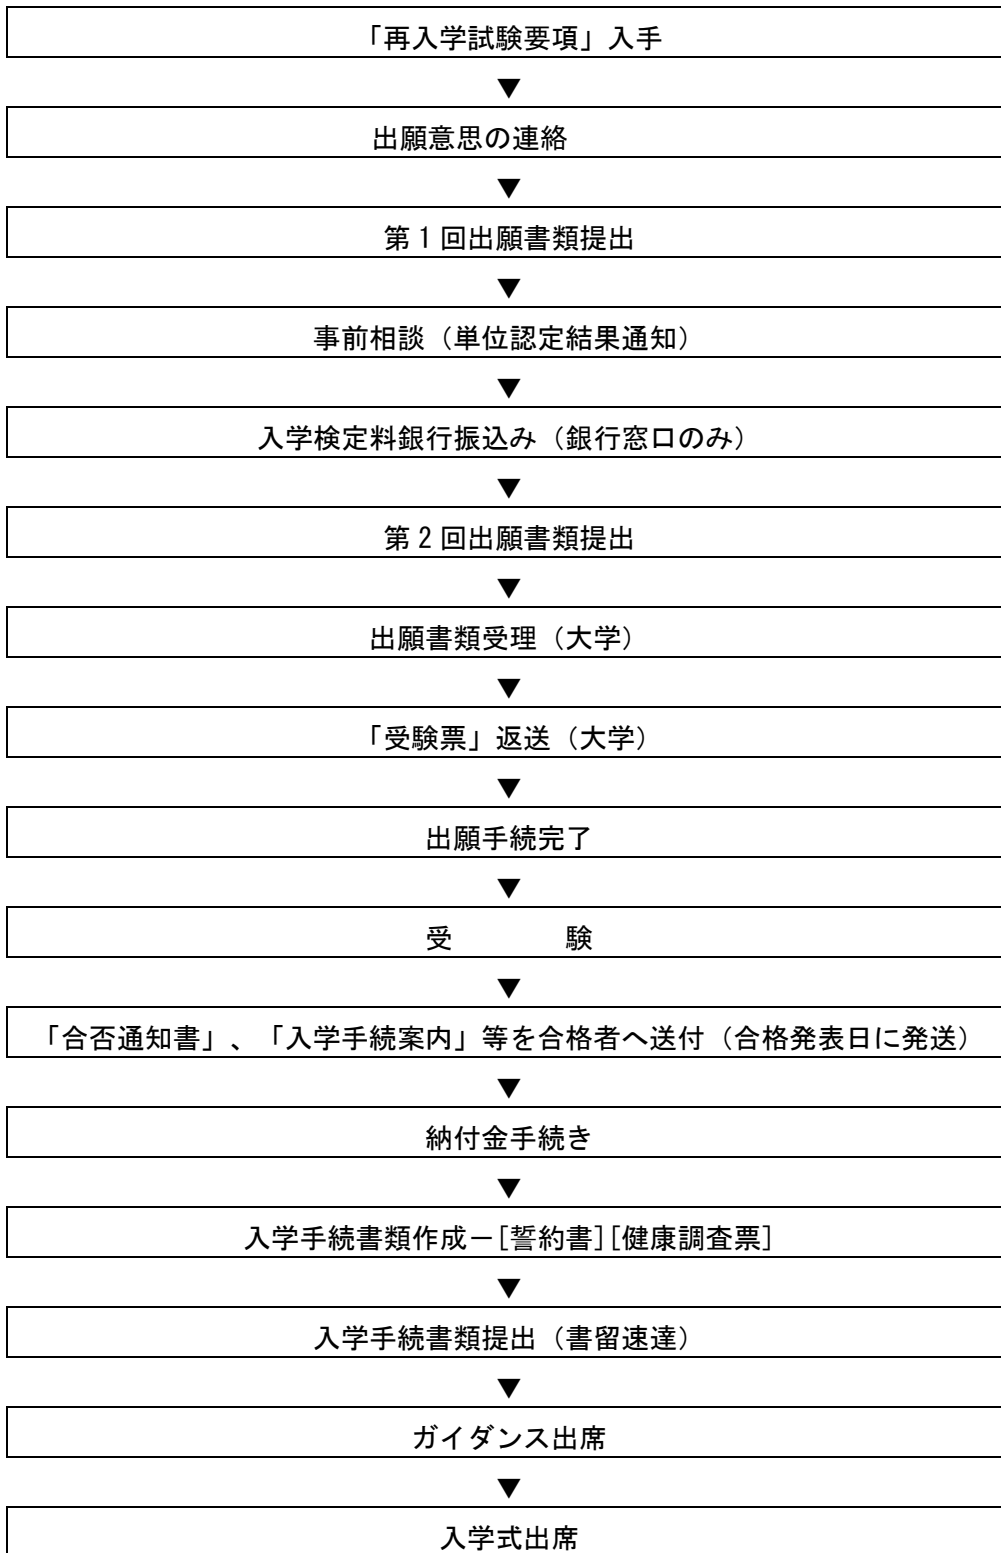 「再入学試験要項」入手
▼
出願意思の連絡
▼
第1回出願書類提出
▼
事前相談（単位認定結果通知）
▼
入学検定料銀行振込み（銀行窓口のみ）
▼
第2回出願書類提出
▼
出願書類受理（大学）
▼
「受験票」返送（大学）
▼
出願手続完了
▼
受　　　　験
▼
「合否通知書」、「入学手続案内」等を合格者へ送付（合格発表日に発送）
▼
納付金手続き
▼
入学手続書類作成－[誓約書][健康調査票]
▼
入学手続書類提出（書留速達）
▼
ガイダンス出席
▼
入学式出席